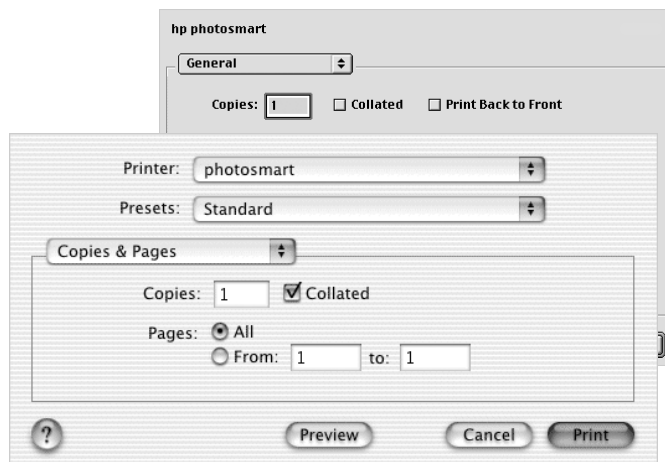 hp photosmart
General
Copies: 1 Collated Print Back to Front
Printer: photosmart
Presets: Standard
Copies & Pages
Copies: 1 Collated
Pages: All
From: 1 to: 1
? Preview Cancel Print